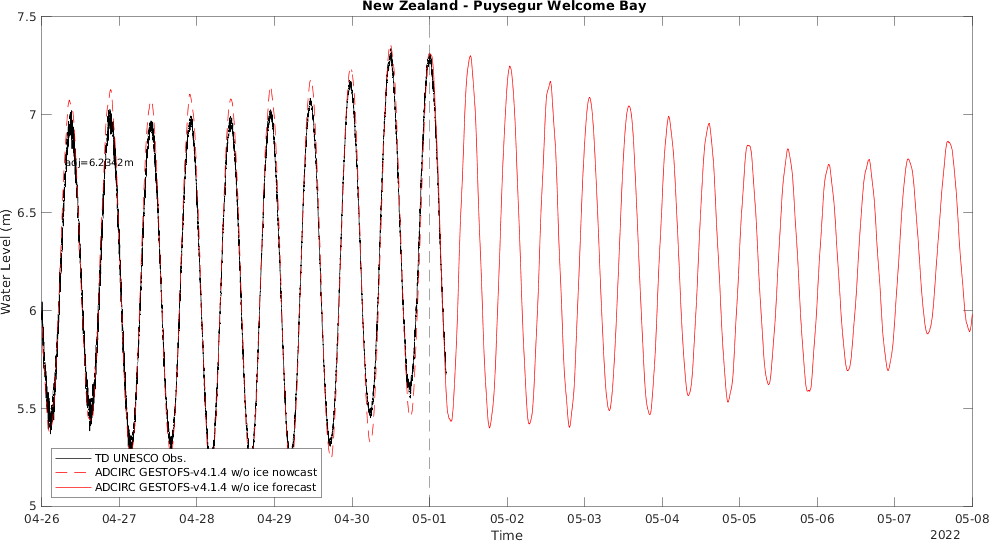 New Zealand - Puysegur Welcome Bay
7.5
7
6.5
6
5.5
5
Water Level (m)
adj=6.2342m
TD UNESCO Obs.
ADCIRC GESTOFS-v4.1.4 w/o ice nowcast
ADCIRC GESTOFS-v4.1.4 w/o ice forecast
04-26 04-27 04-28 04-29 04-30 05-01 05-02 05-03 05-04 05-05 05-06 05-07 05-08
Time
2022